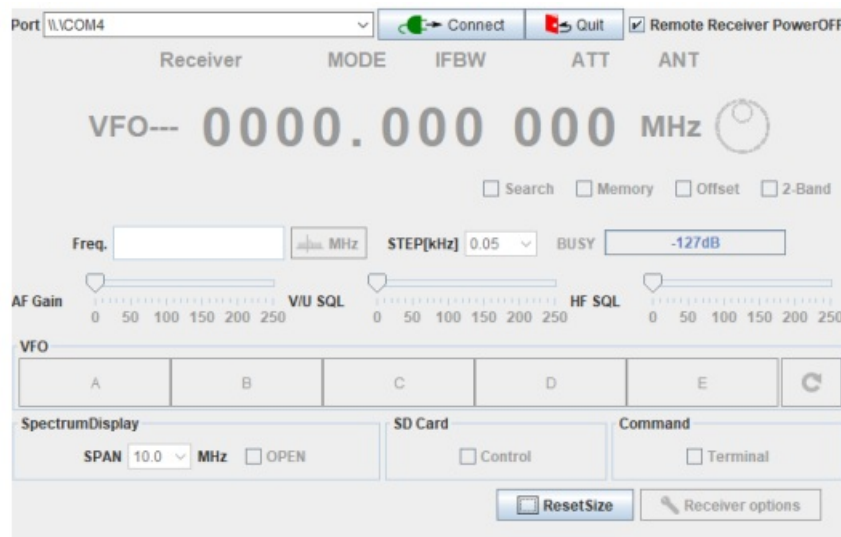 Port \\.\COM4 Connect Quit Remote Receiver PowerOFF
Receiver MODE IFBW ATT ANT
VFO--- 0000.000 000 MHz
Search Memory Offset 2-Band
Freq. MHz STEP[kHz] 0.05 BUSY -127dB
AF Gain V/U SQL HF SQL
0 50 100 150 200 250 0 50 100 150 200 250 0 50 100 150 200 250
VFO
A B C D E
SpectrumDisplay SD Card Command
SPAN 10.0 MHz OPEN Control Terminal
ResetSize Receiver options